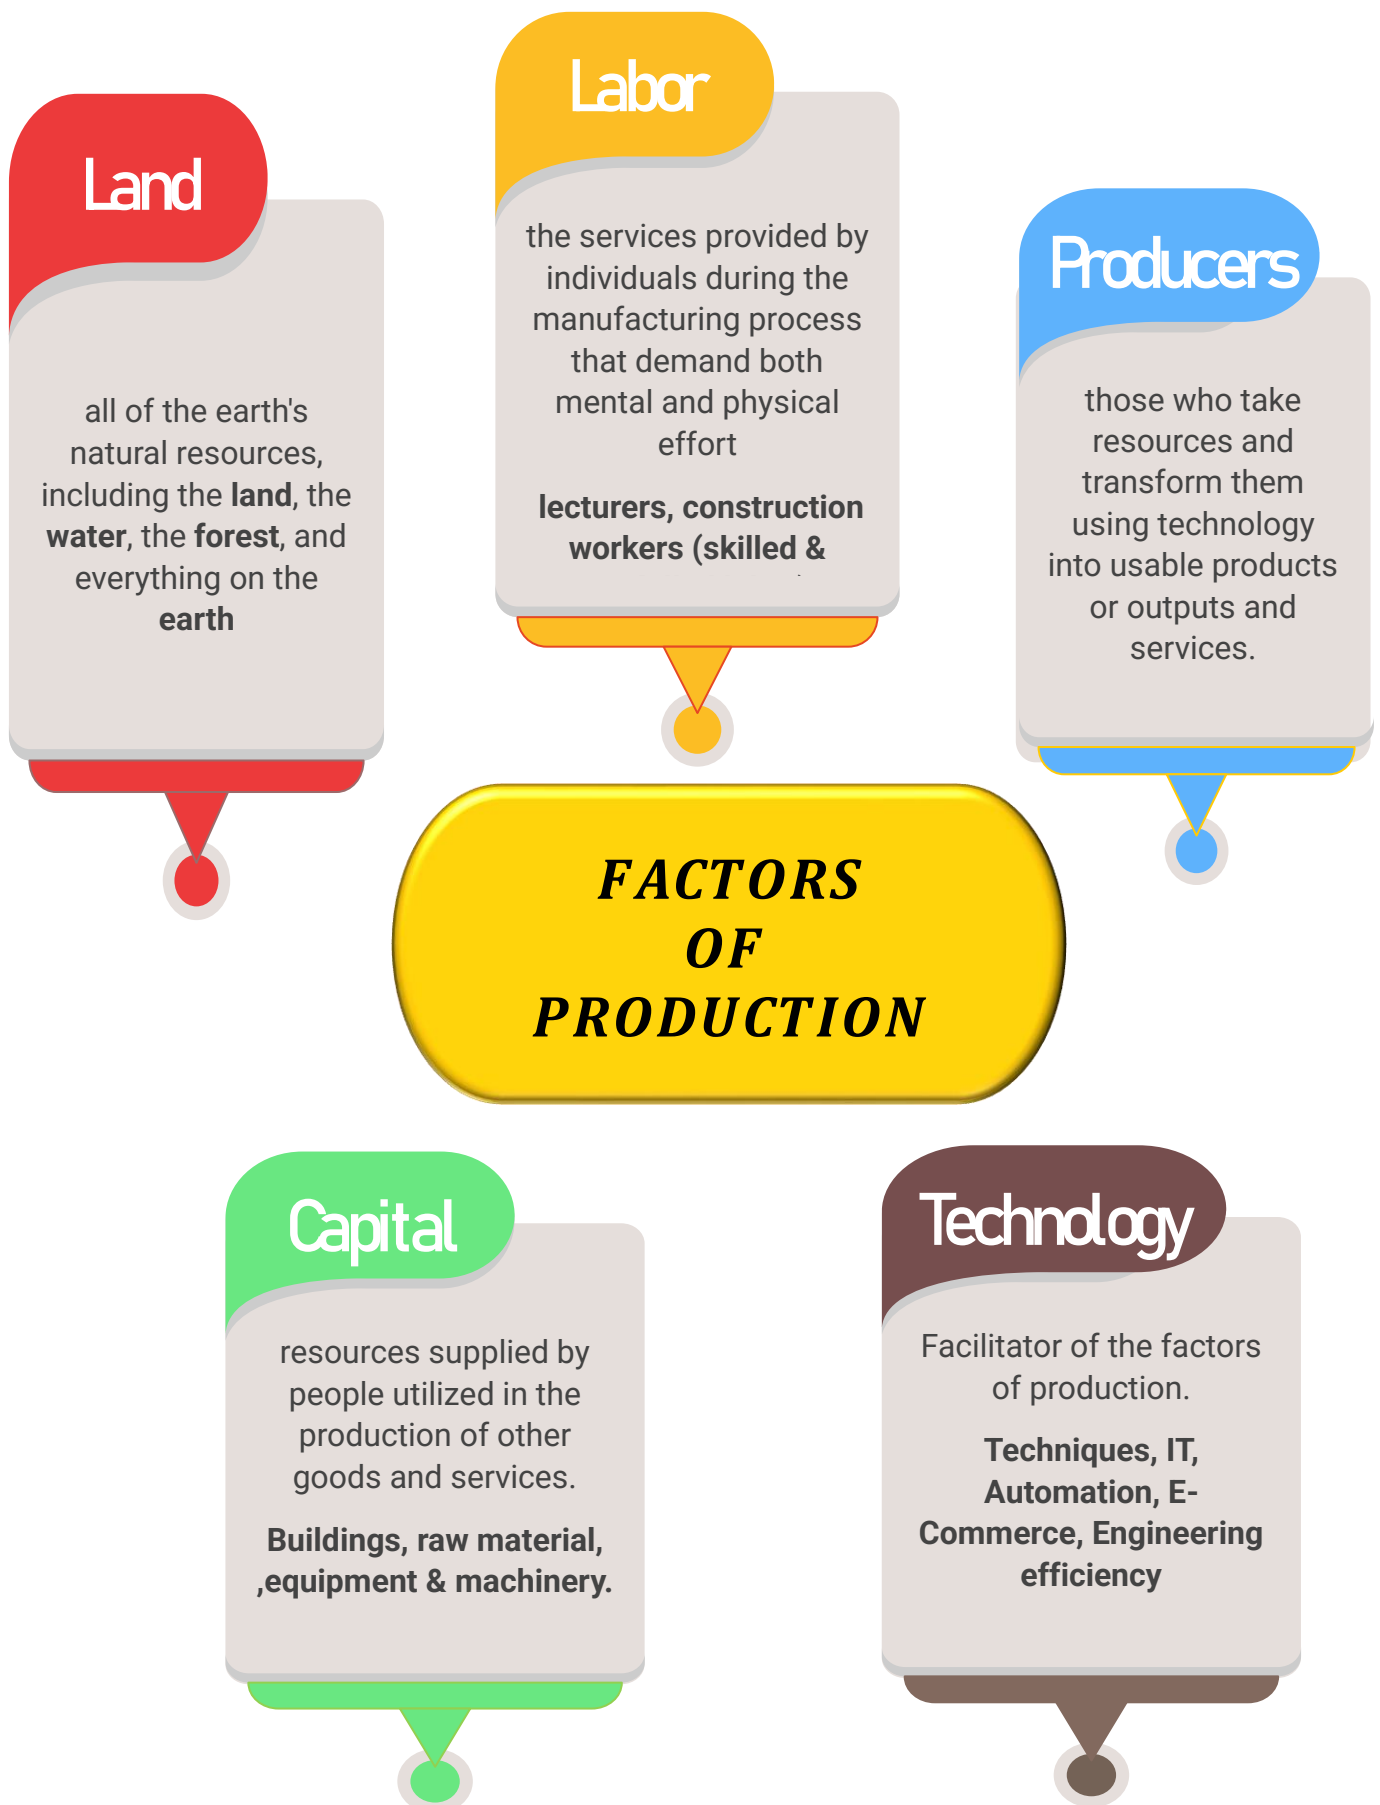 Land
all of the earth's
natural resources,
including the land, the
water, the forest, and
everything on the
earth
Labor
the services provided by
individuals during the
manufacturing process
that demand both
mental and physical
effort
lecturers, construction
workers (skilled &
Producers
those who take
resources and
transform them
using technology
into usable products
or outputs and
services.
FACTORS
OF
PRODUCTION
Capital
resources supplied by
people utilized in the
production of other
goods and services.
Buildings, raw material,
,equipment & machinery.
Technology
Facilitator of the factors
of production.
Techniques, IT,
Automation, E-
Commerce, Engineering
efficiency